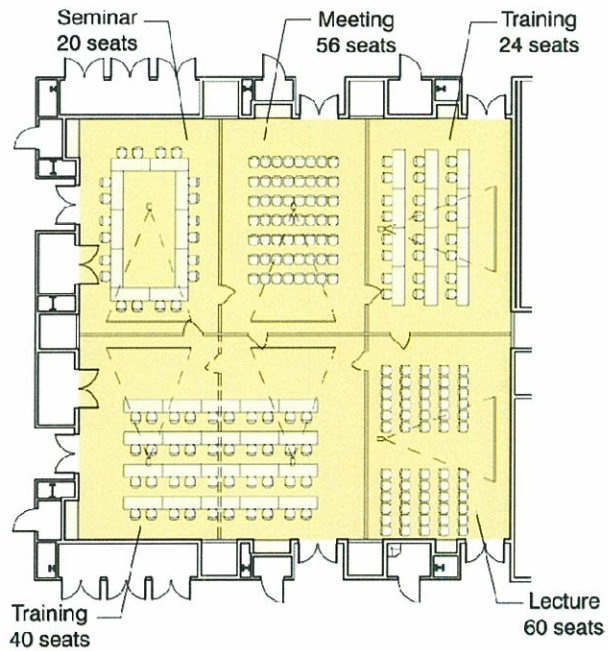 Seminar
20 seats
Meeting
56 seats
Training
24 seats
Training
40 seats
Lecture
60 seats